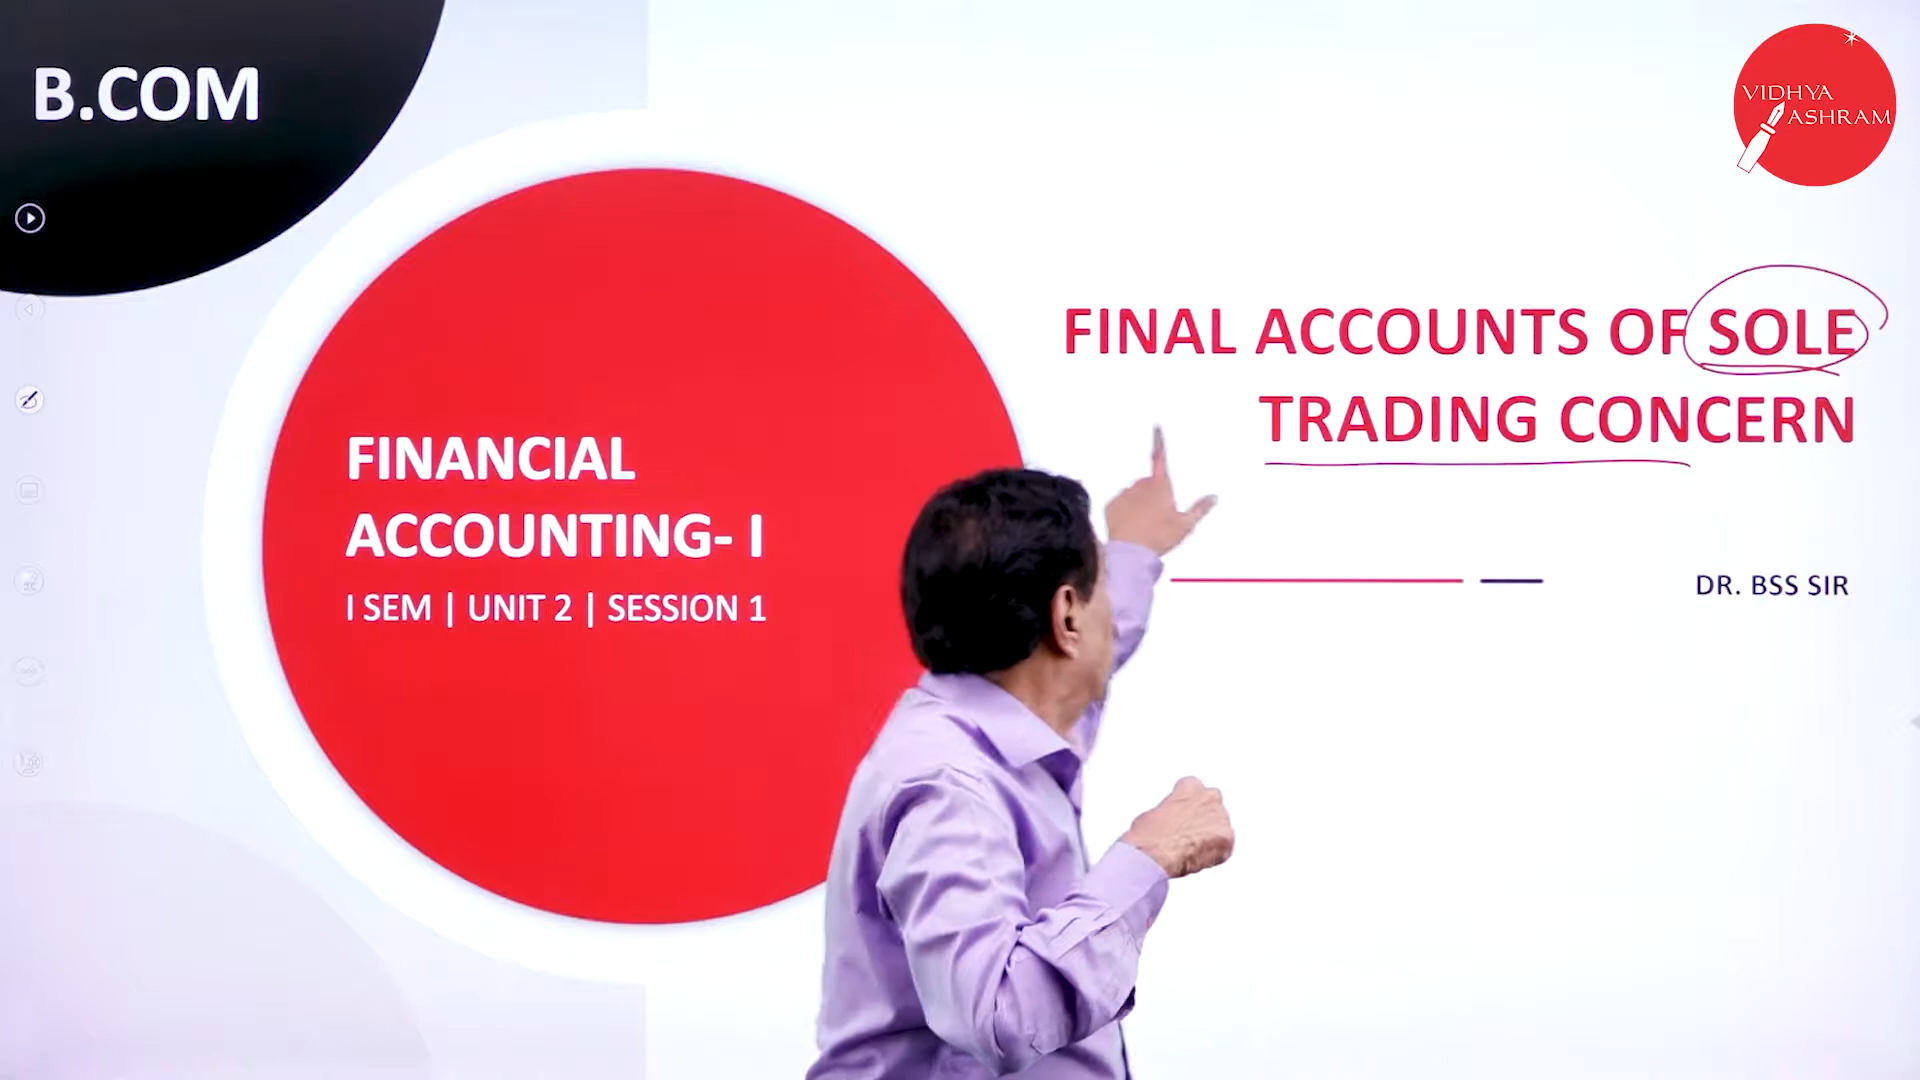 B.COM
VIDHYA
ASHRAM
FINAL ACCOUNTS OF SOLE
TRADING CONCERN
FINANCIAL
ACCOUNTING- I
I SEM | UNIT 2 | SESSION 1
DR. BSS SIR